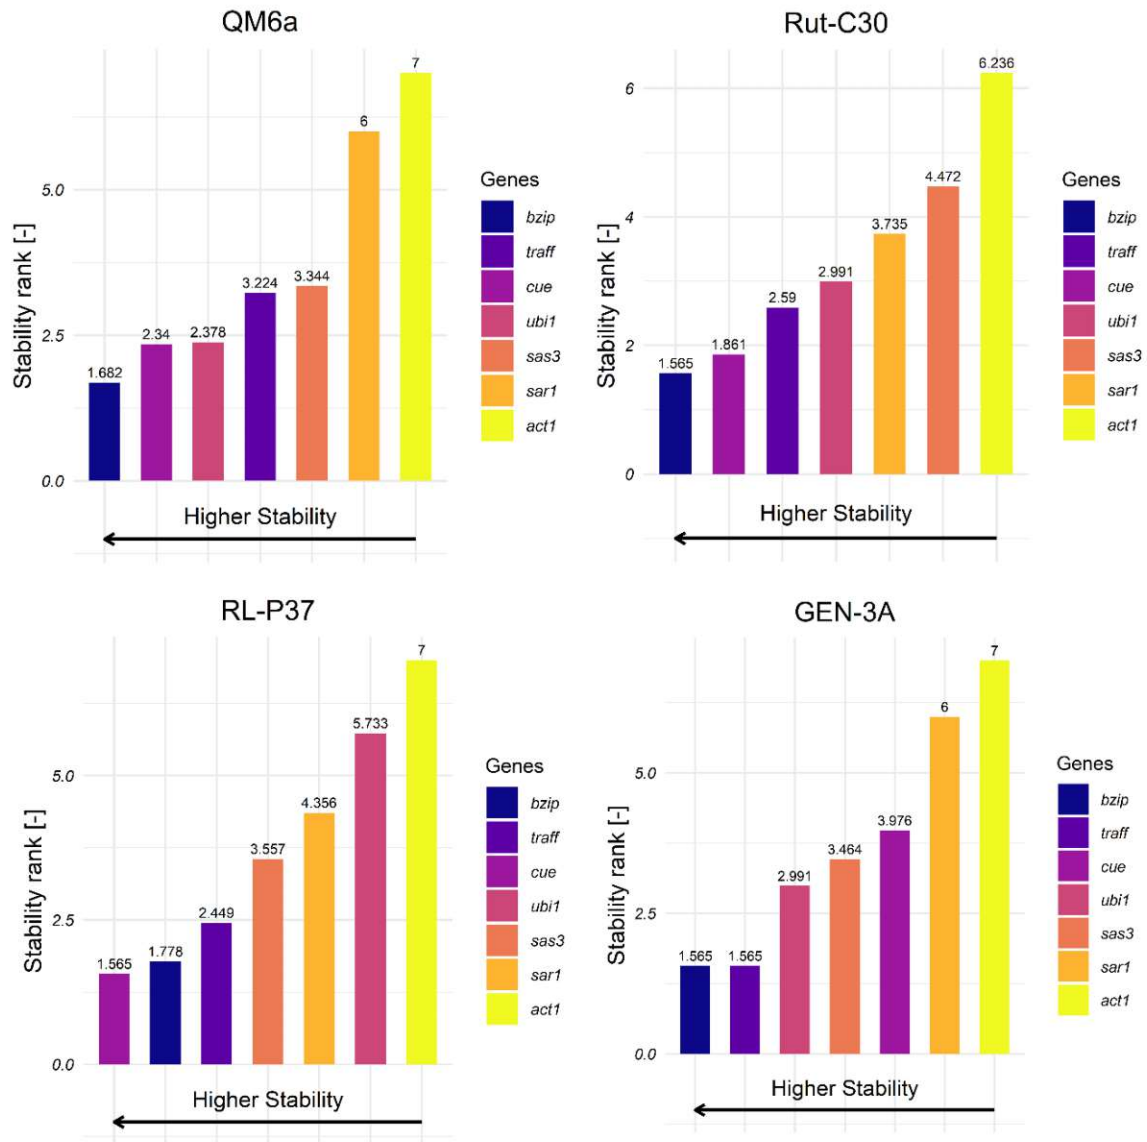 QM6a
7
6
5.0
3.344
3.224
2.5
2.34
2.378
1.682
0.0
Stability rank [-]
Higher Stability
Genes
bzip
traff
cue
ubi1
sas3
sar1
act1
Rut-C30
6.236
6
4.472
4
3.735
2.991
2.59
2
1.861
1.565
0
Stability rank [-]
Higher Stability
Genes
bzip
traff
cue
ubi1
sas3
sar1
act1
RL-P37
7
5.733
5.0
4.356
3.557
2.5
2.449
1.778
1.565
0.0
Stability rank [-]
Higher Stability
Genes
bzip
traff
cue
ubi1
sas3
sar1
act1
GEN-3A
7
6
5.0
3.976
3.464
2.991
2.5
1.565
1.565
0.0
Stability rank [-]
Higher Stability
Genes
bzip
traff
cue
ubi1
sas3
sar1
act1